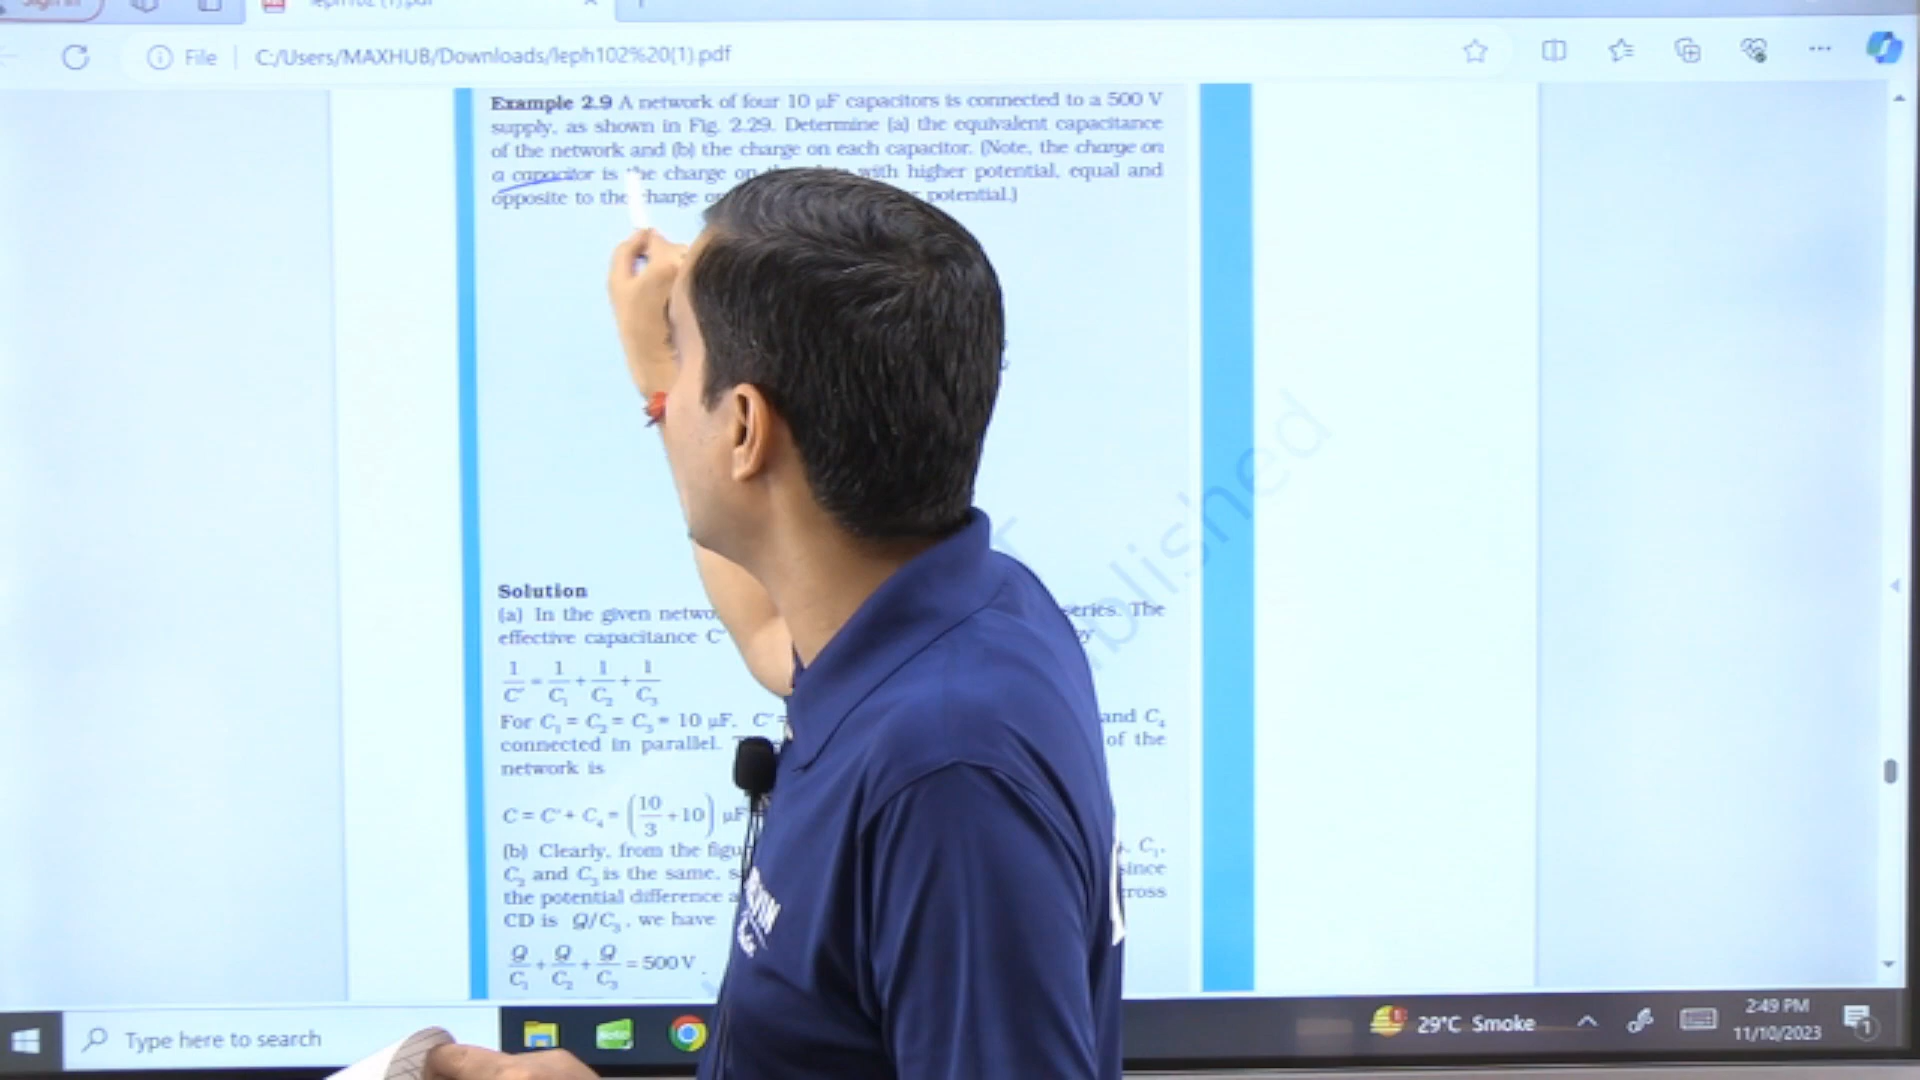 leph102 (1).pdf
File
C:/Users/MAXHUB/Downloads/leph102%20(1).pdf
Example 2.9 A network of four 10 μF capacitors is connected to a 500 V
supply, as shown in Fig. 2.29. Determine (a) the equivalent capacitance
of the network and (b) the charge on each capacitor. (Note, the charge on
a capacitor is the charge on with higher potential, equal and
opposite to the charge potential.)
Solution
(a) In the given series. The
effective capacitance C′
1/C′ = 1/C₁ + 1/C₂ + 1/C₃
For C₁ = C₂ = C₃ = 10 μF. C′ = and C₄
connected in parallel. of the
network is
C = C′ + C₄ = (10/3 + 10) μF
(b) Clearly, from the C₁,
C₂ and C₃ is the same, since
the potential difference
CD is Q/C₃, we have
Q/C₁ + Q/C₂ + Q/C₃ = 500 V.
Type here to search
29°C Smoke
2:49 PM
11/10/2023
1